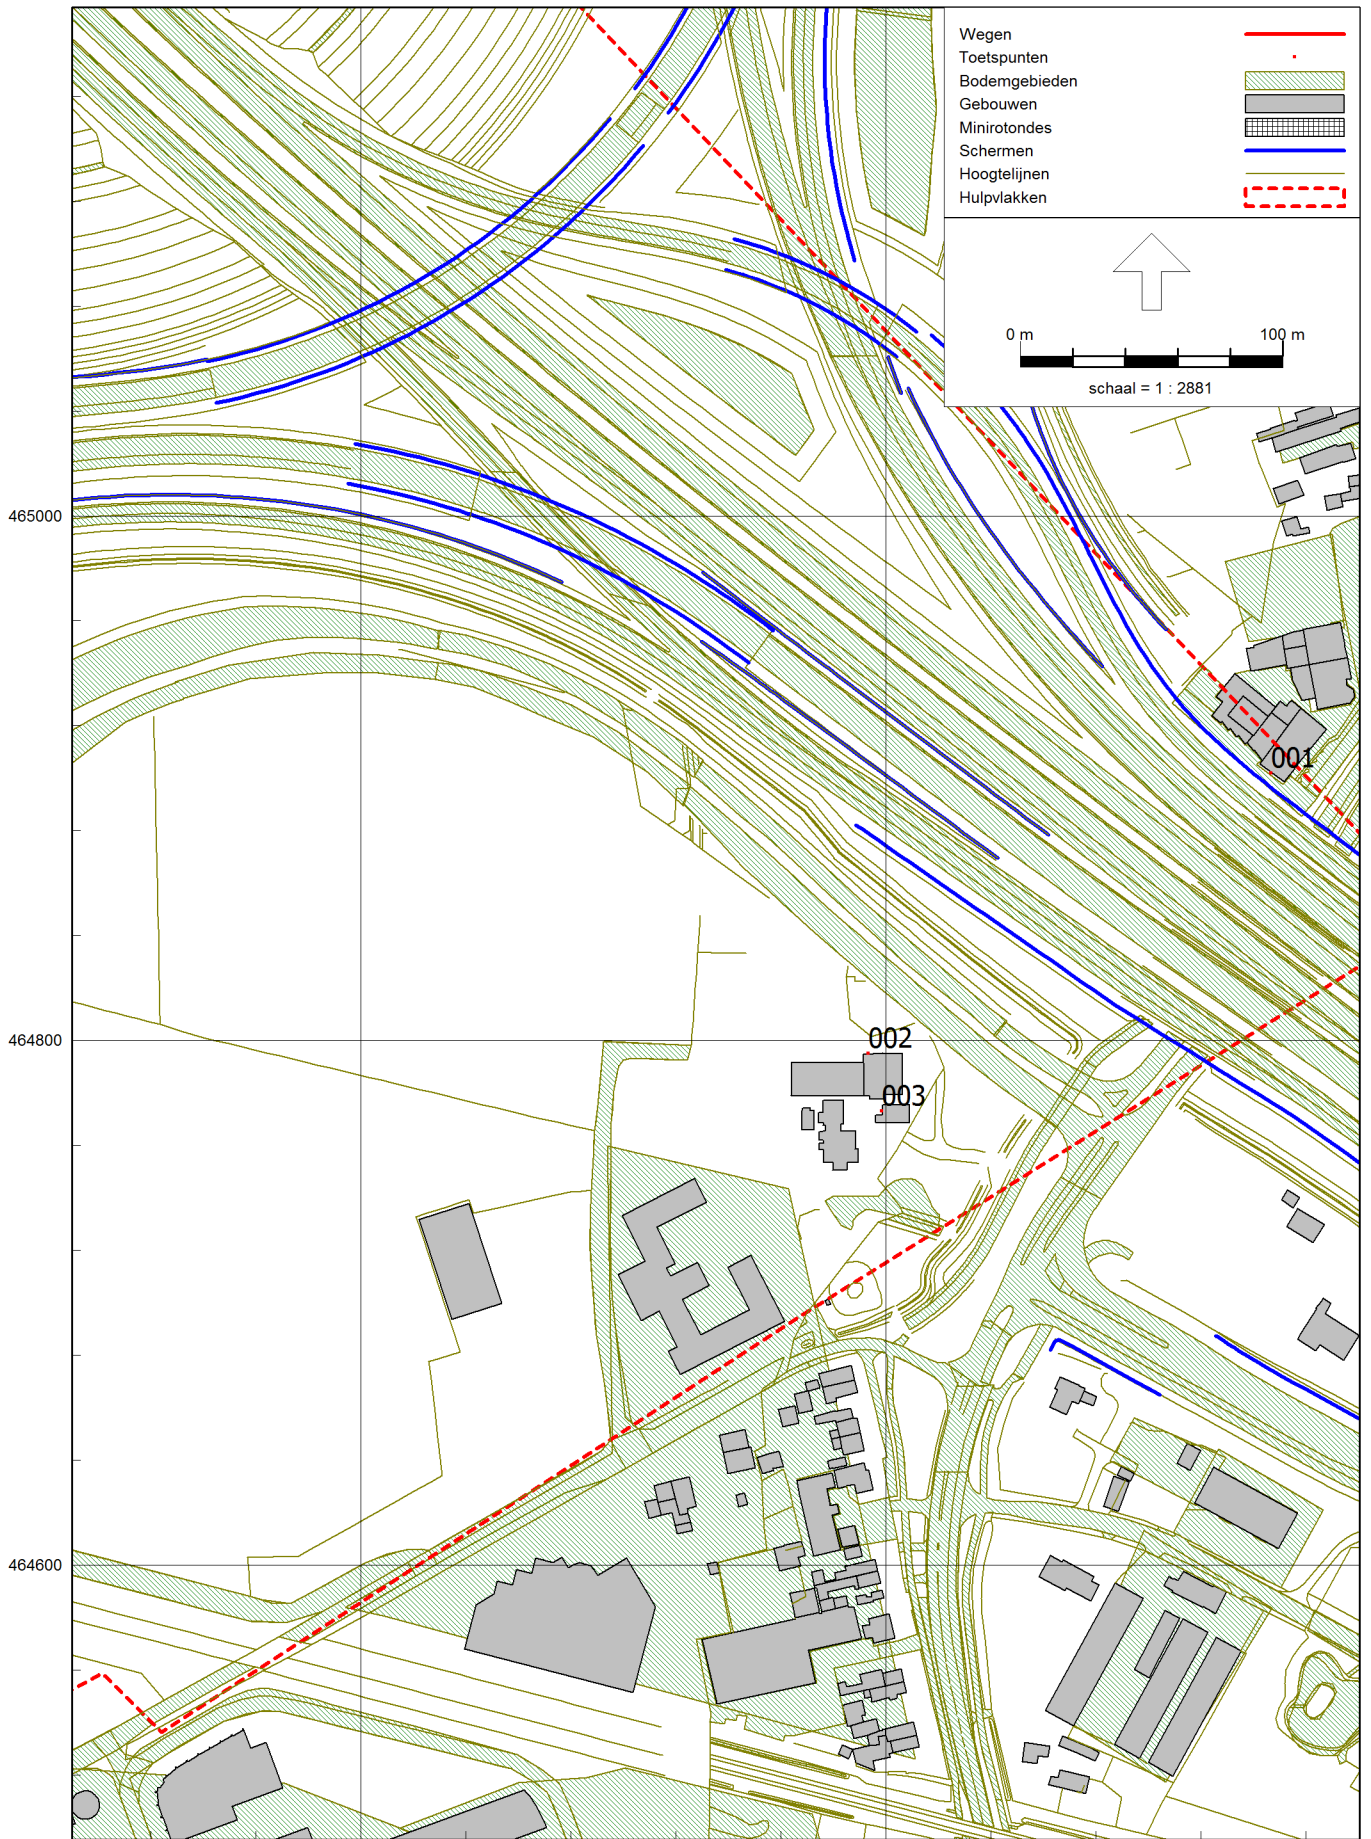 Wegen
Toetspunten
Bodemgebieden
Gebouwen
Minirotondes
Schermen
Hoogtelijnen
Hulpvlakken
0 m 100 m
schaal = 1 : 2881
465000
001
464800
002
003
464600